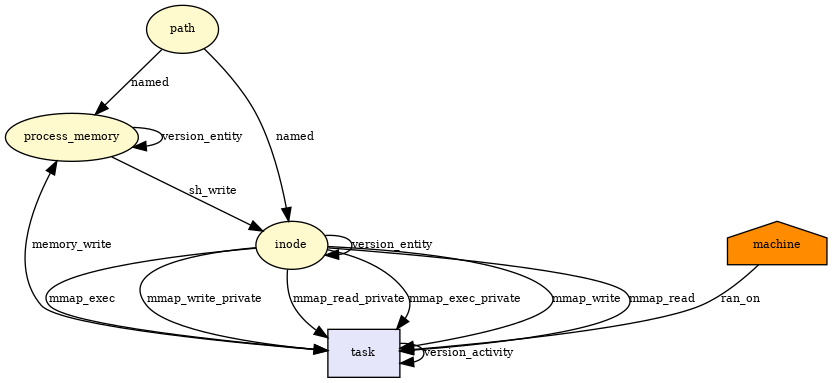 path
named
process_memory
version_entity
named
sh_write
memory_write
inode
version_entity
machine
mmap_exec
mmap_write_private
mmap_read_private
mmap_exec_private
mmap_write
mmap_read
ran_on
task
version_activity